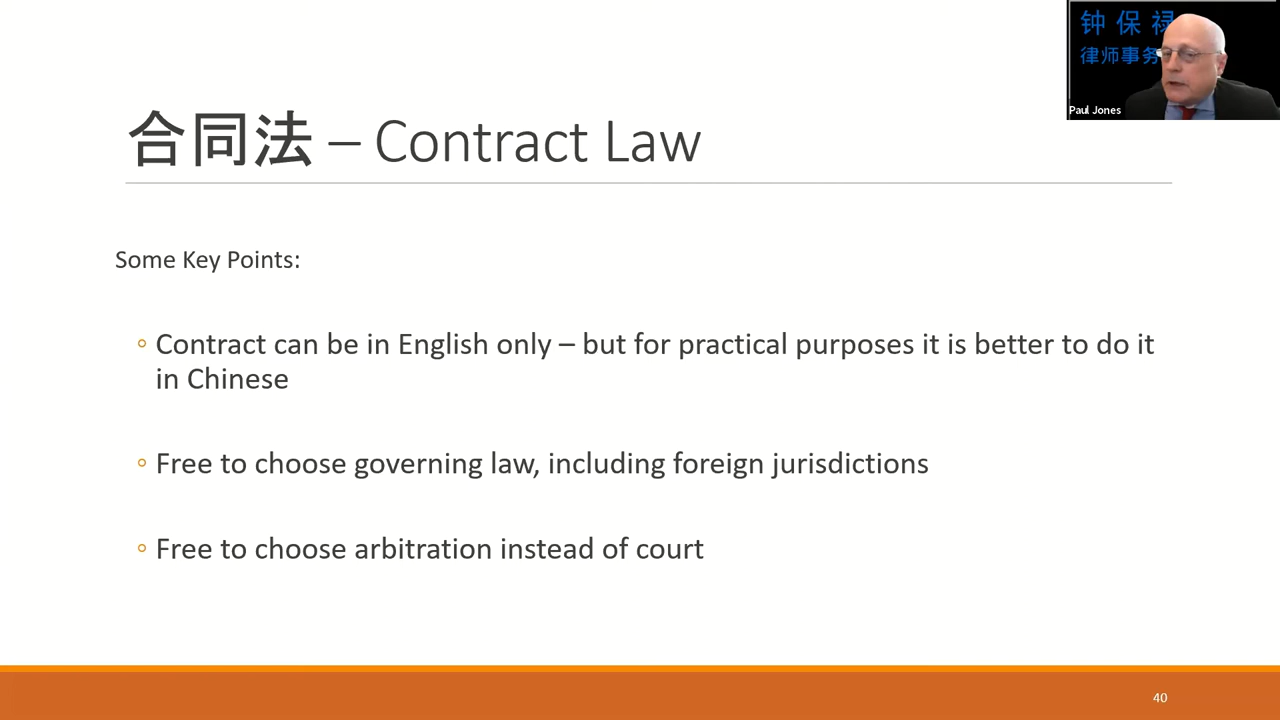 钟保禄
律师事务
Paul Jones
合同法 – Contract Law
Some Key Points:
◦ Contract can be in English only – but for practical purposes it is better to do it
in Chinese
◦ Free to choose governing law, including foreign jurisdictions
◦ Free to choose arbitration instead of court
40